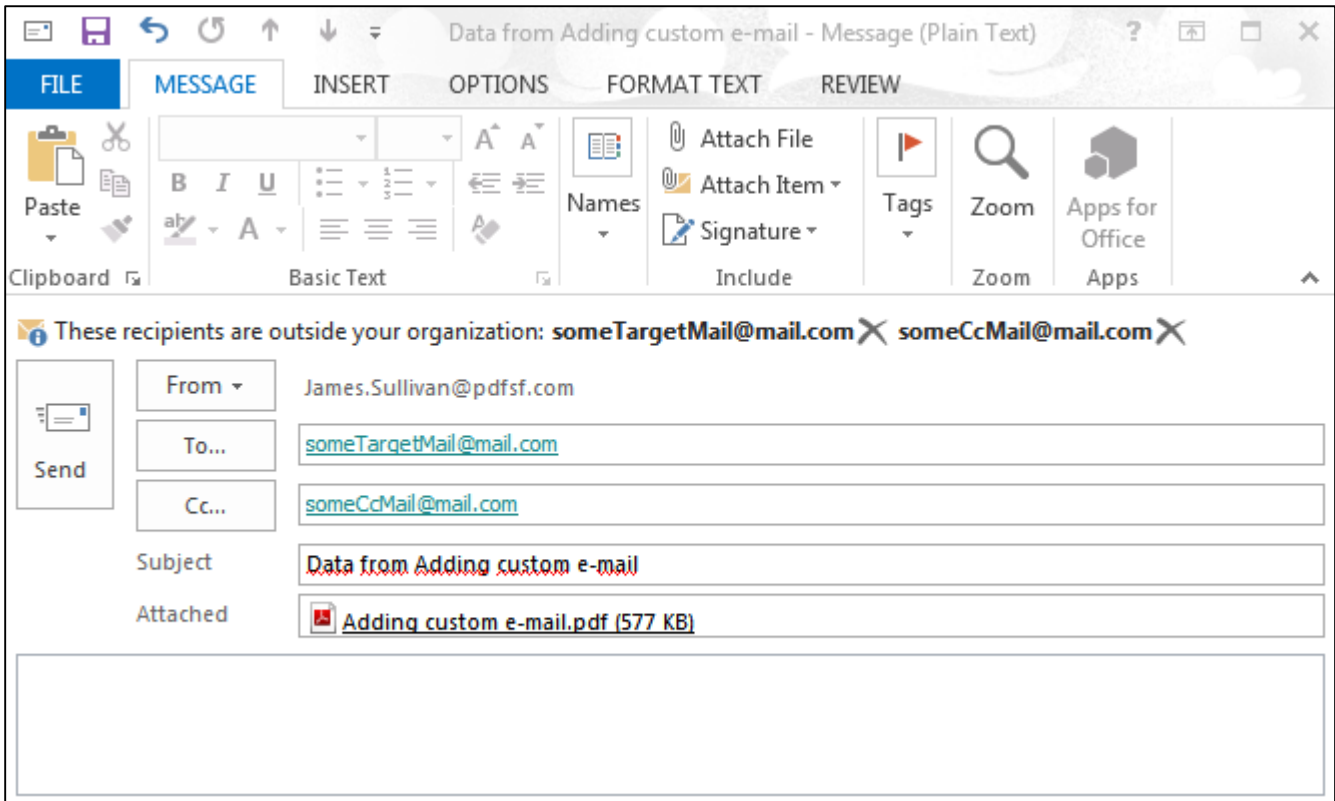 Data from Adding custom e-mail - Message (Plain Text) ?
FILE MESSAGE INSERT OPTIONS FORMAT TEXT REVIEW
Attach File
B I U Attach Item
Paste Names Tags Zoom Apps for
ab A Signature Office
Clipboard Basic Text Include Zoom Apps
These recipients are outside your organization: someTargetMail@mail.com someCcMail@mail.com
From James.Sullivan@pdfsf.com
To... someTargetMail@mail.com
Send
Cc... someCcMail@mail.com
Subject Data from Adding custom e-mail
Attached Adding custom e-mail.pdf (577 KB)